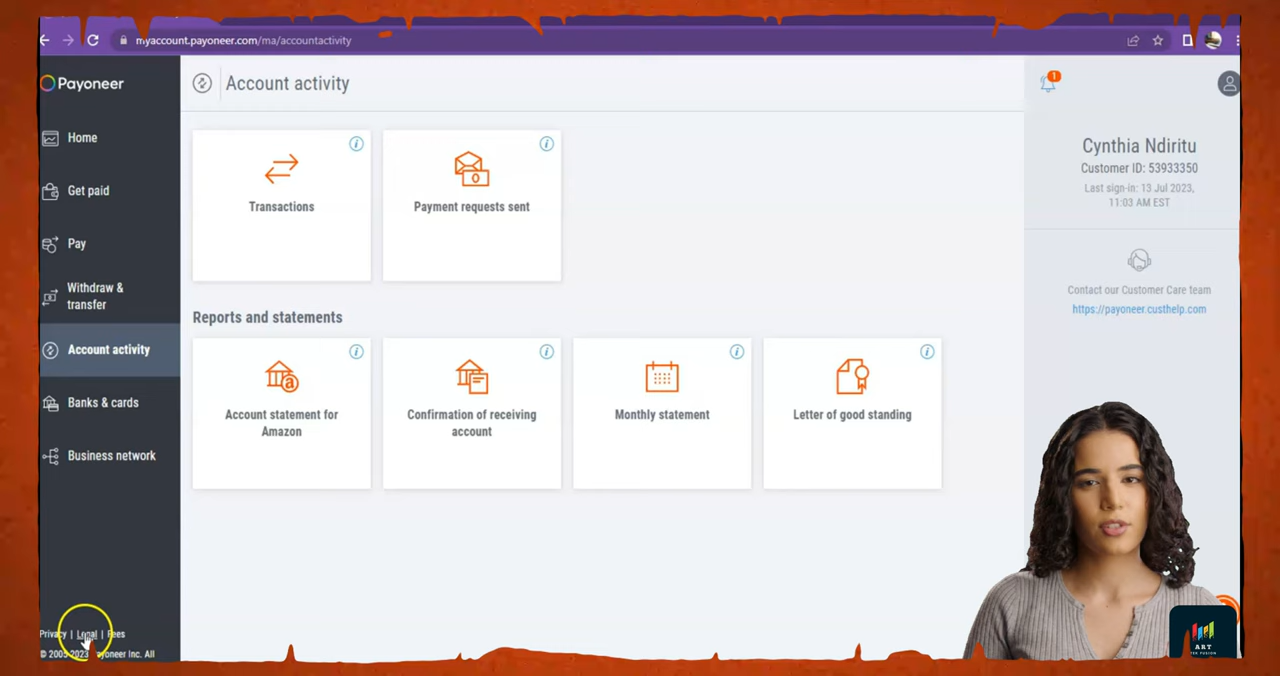 myaccount.payoneer.com/ma/accountactivity
Payoneer
Account activity
1
Home
Get paid
Pay
Withdraw &
transfer
Account activity
Banks & cards
Business network
Transactions
Payment requests sent
Reports and statements
Account statement for
Amazon
Confirmation of receiving
account
Monthly statement
Letter of good standing
Cynthia Ndiritu
Customer ID: 53933350
Last sign-in: 13 Jul 2023,
11:03 AM EST
Contact our Customer Care team
https://payoneer.custhelp.com
Privacy | Legal | Fees
© 2005-2023 Payoneer Inc. All
ART